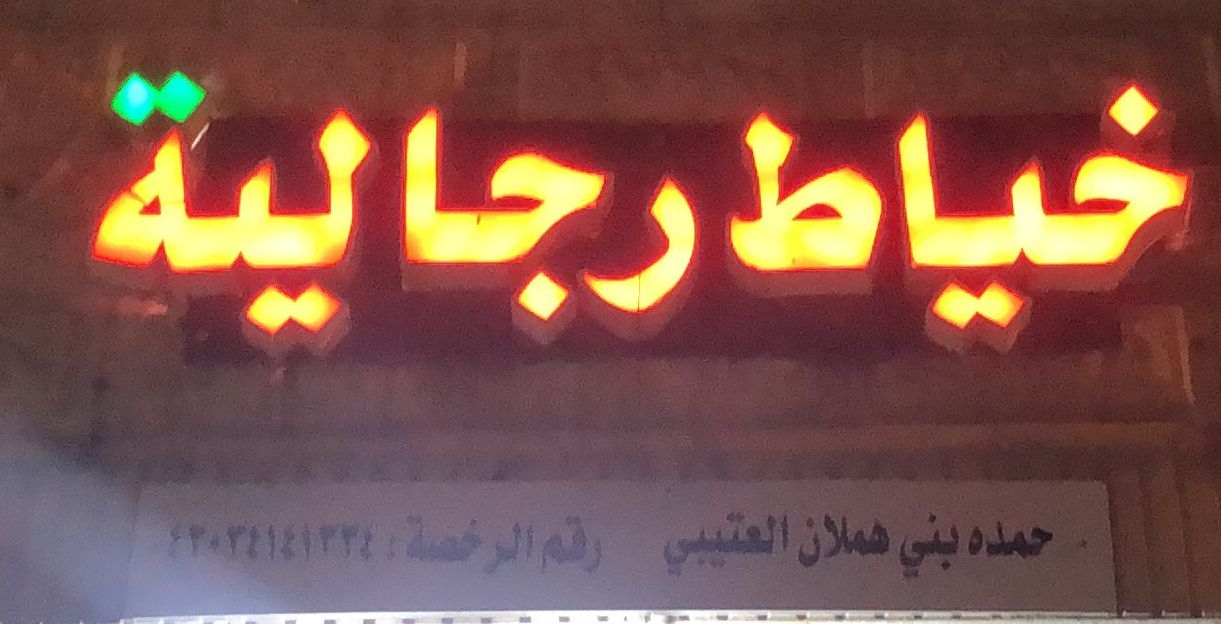 خياط رجالية
حمده بني هملان العتيبي رقم الرخصة :